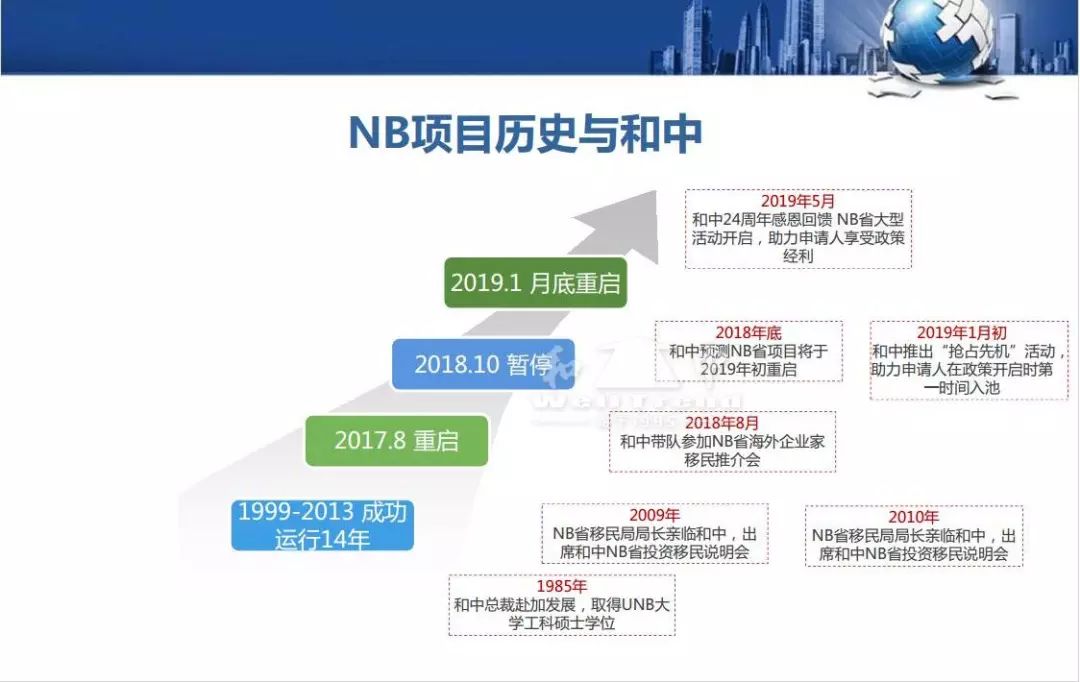 NB项目历史与和中
2019年5月
和中24周年感恩回馈 NB省大型
活动开启，助力申请人享受政策
经利
2019.1 月底重启
2018年底
和中预测NB省项目将于
2019年初重启
2019年1月初
和中推出“抢占先机”活动，
助力申请人在政策开启时第
一时间入池
2018.10 暂停
2018年8月
和中带队参加NB省海外企业家
移民推介会
2017.8 重启
1999-2013 成功
运行14年
2009年
NB省移民局局长亲临和中，出
席和中NB省投资移民说明会
2010年
NB省移民局局长亲临和中，出
席和中NB省投资移民说明会
1985年
和中总裁赴加发展，取得UNB大
学工科硕士学位